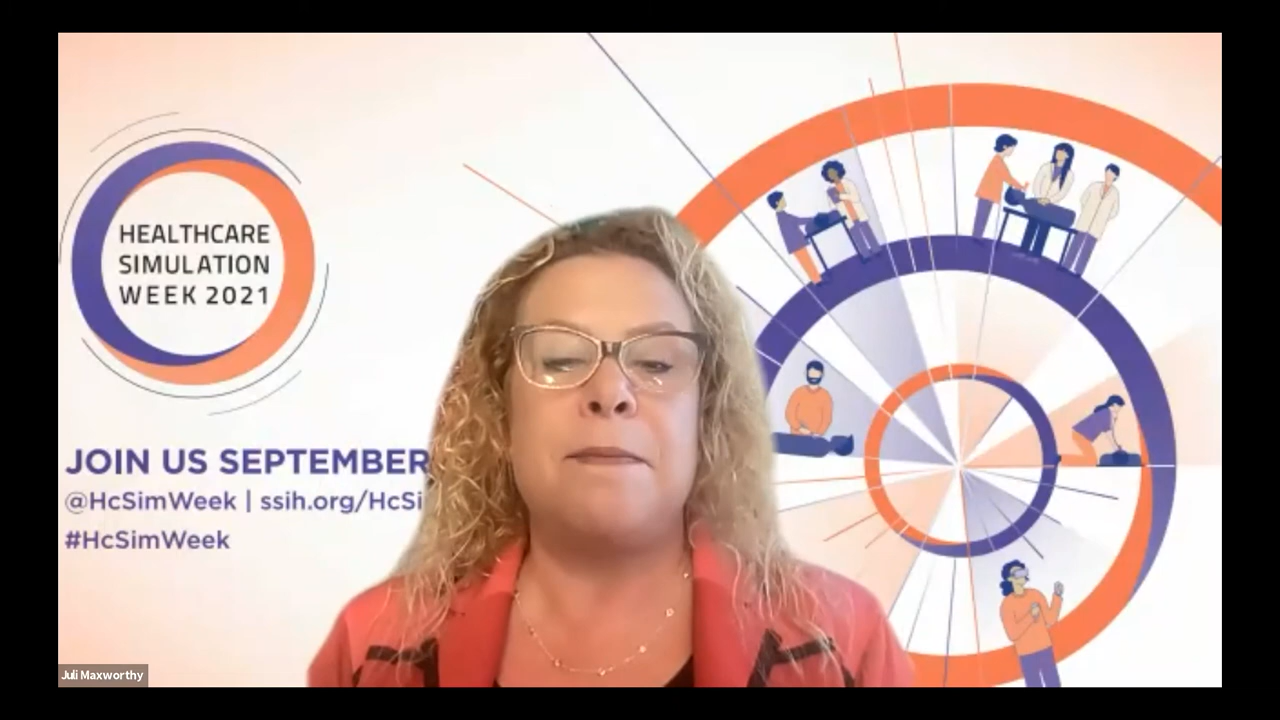 HEALTHCARE
SIMULATION
WEEK 2021
JOIN US SEPTEMBER
@HcSimWeek | ssih.org/HcSi
#HcSimWeek
Juli Maxworthy